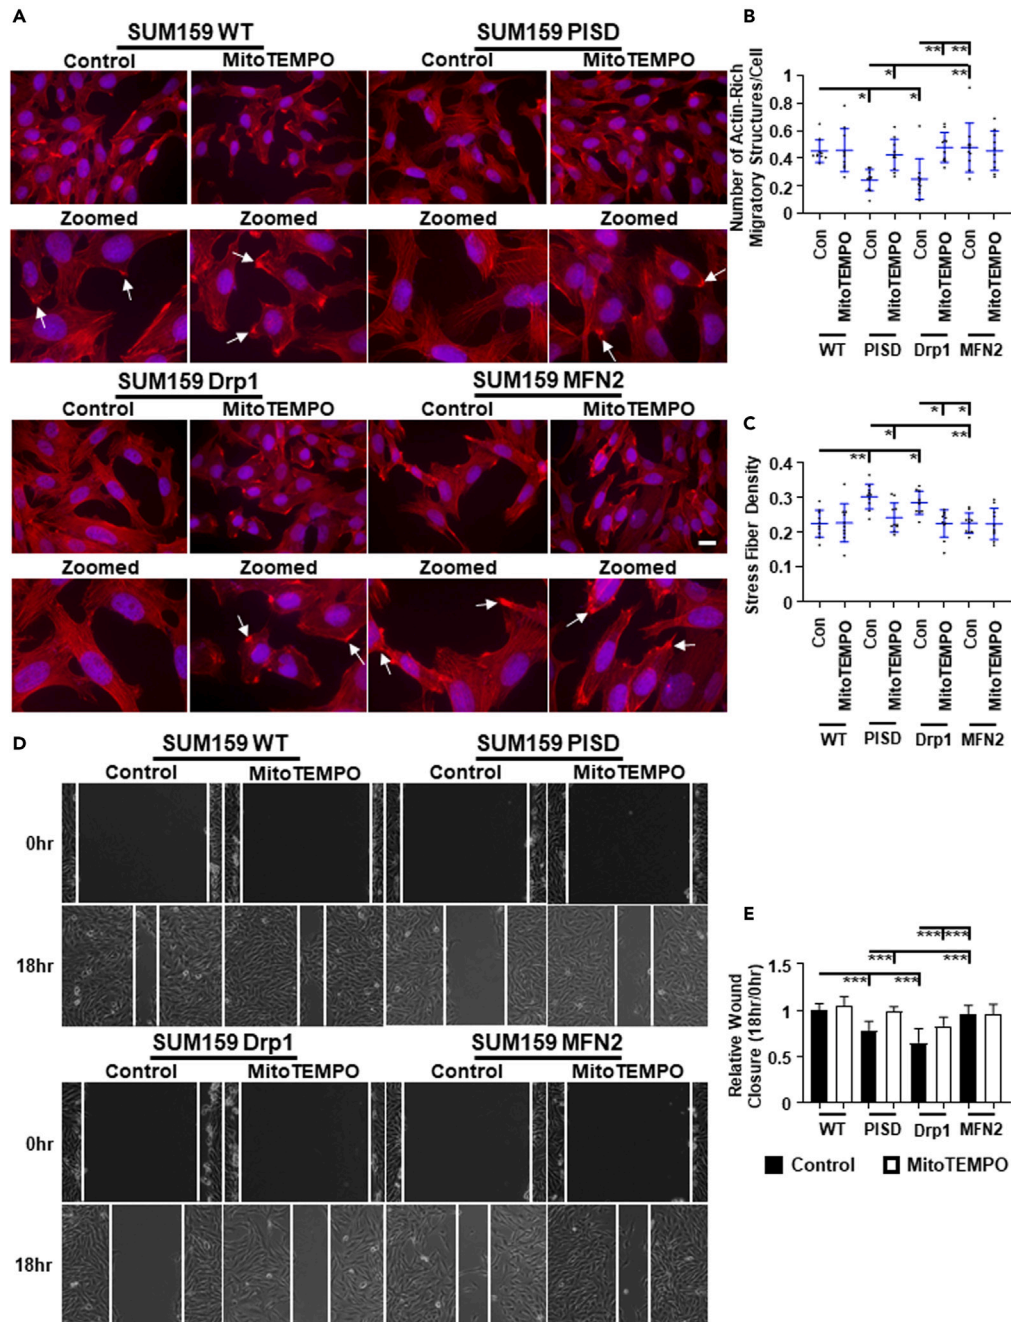 A
SUM159 WT
SUM159 PISD
Control
MitoTEMPO
Control
MitoTEMPO
Zoomed
Zoomed
Zoomed
Zoomed
SUM159 Drp1
SUM159 MFN2
Control
MitoTEMPO
Control
MitoTEMPO
Zoomed
Zoomed
Zoomed
Zoomed
B
Number of Actin-Rich
Migratory Structures/Cell
1
0.8
0.6
0.4
0.2
0
** **
* **
* *
Con
MitoTEMPO
Con
MitoTEMPO
Con
MitoTEMPO
Con
MitoTEMPO
WT PISD Drp1 MFN2
C
Stress Fiber Density
0.4
0.3
0.2
0.1
0
* *
* **
** *
Con
MitoTEMPO
Con
MitoTEMPO
Con
MitoTEMPO
Con
MitoTEMPO
WT PISD Drp1 MFN2
D
SUM159 WT
SUM159 PISD
Control
MitoTEMPO
Control
MitoTEMPO
0hr
18hr
SUM159 Drp1
SUM159 MFN2
Control
MitoTEMPO
Control
MitoTEMPO
0hr
18hr
E
Relative Wound
Closure (18hr/0hr)
1.5
1
0.5
0
*** ***
*** ***
*** ***
WT PISD Drp1 MFN2
Control MitoTEMPO